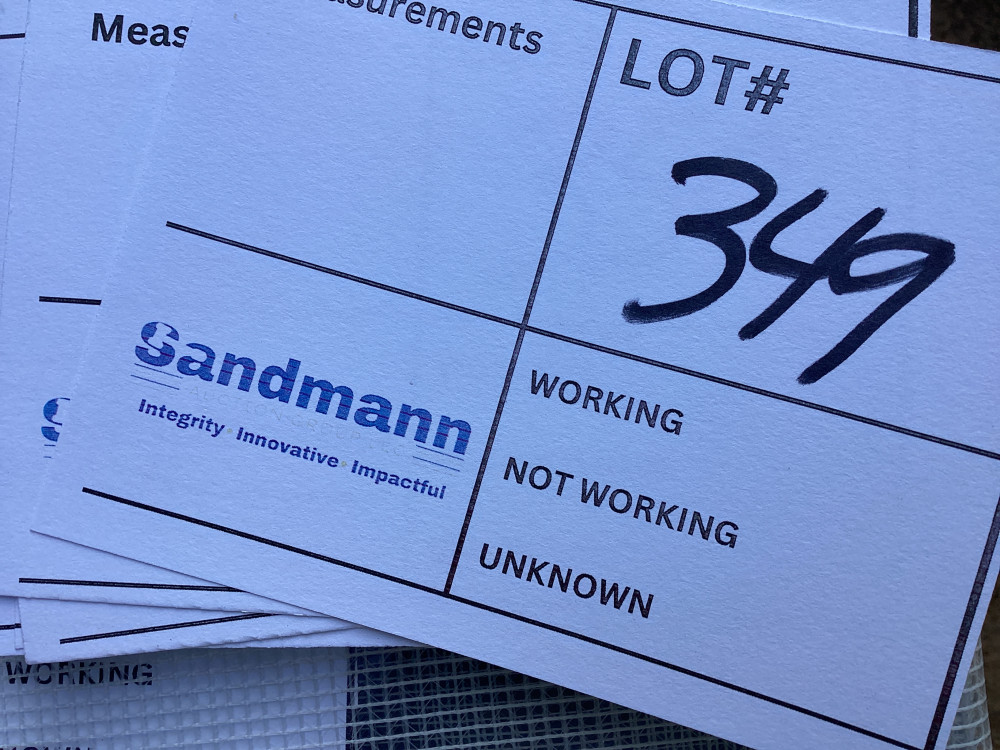 Meas
asurements
LOT#
349
Sandmann
Integrity Innovative Impactful
WORKING
NOT WORKING
UNKNOWN
WORKING